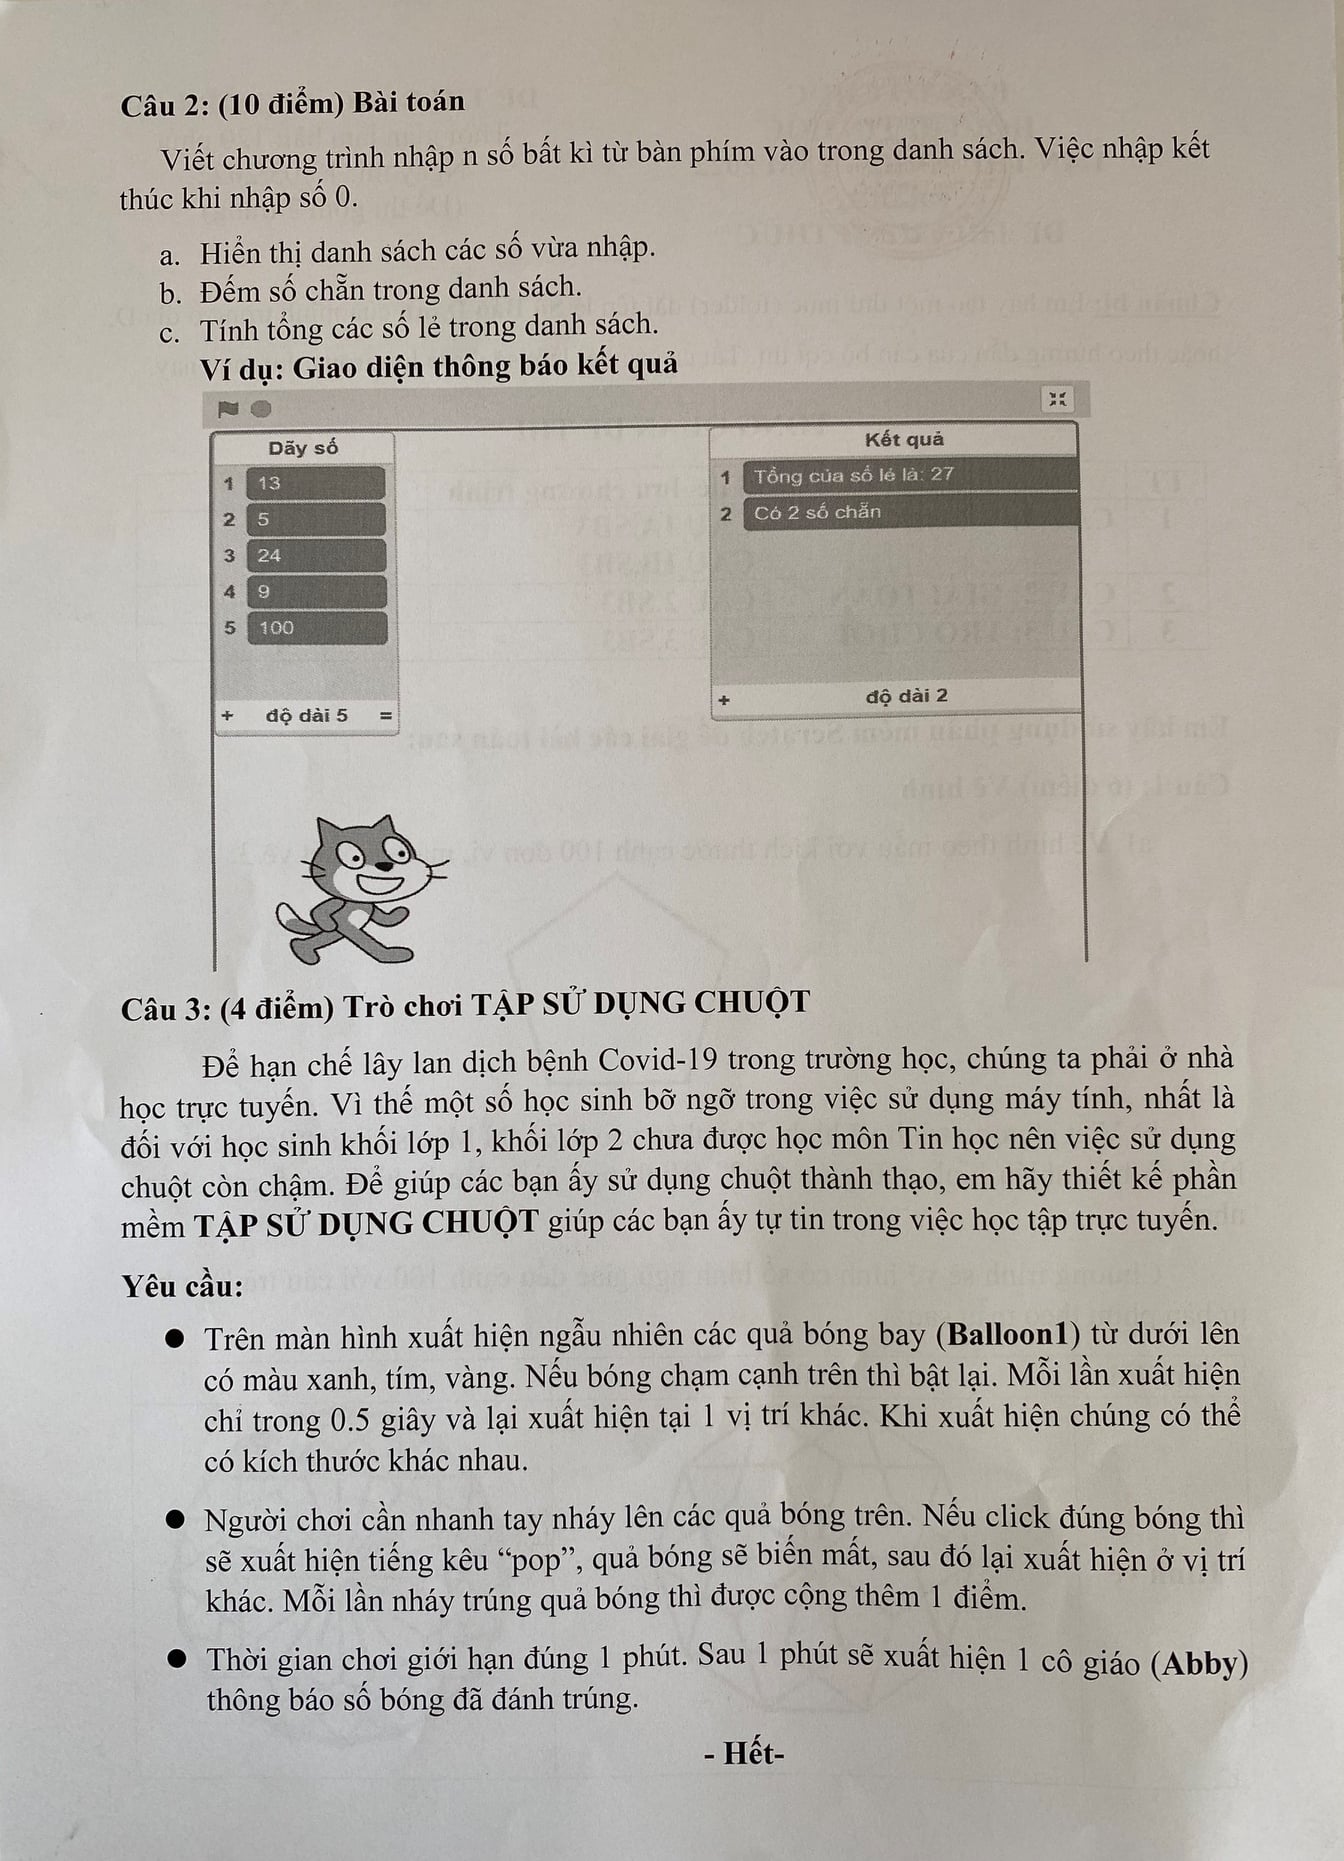 Câu 2: (10 điểm) Bài toán
Viết chương trình nhập n số bất kì từ bàn phím vào trong danh sách. Việc nhập kết
thúc khi nhập số 0.
a. Hiển thị danh sách các số vừa nhập.
b. Đếm số chẵn trong danh sách.
c. Tính tổng các số lẻ trong danh sách.
Ví dụ: Giao diện thông báo kết quả
Dãy số
1 13
2 5
3 24
4 9
5 100
+ độ dài 5 =
Kết quả
1 Tổng của số lẻ là: 27
2 Có 2 số chẵn
+ độ dài 2
Câu 3: (4 điểm) Trò chơi TẬP SỬ DỤNG CHUỘT
Để hạn chế lây lan dịch bệnh Covid-19 trong trường học, chúng ta phải ở nhà
học trực tuyến. Vì thế một số học sinh bỡ ngỡ trong việc sử dụng máy tính, nhất là
đối với học sinh khối lớp 1, khối lớp 2 chưa được học môn Tin học nên việc sử dụng
chuột còn chậm. Để giúp các bạn ấy sử dụng chuột thành thạo, em hãy thiết kế phần
mềm TẬP SỬ DỤNG CHUỘT giúp các bạn ấy tự tin trong việc học tập trực tuyến.
Yêu cầu:
● Trên màn hình xuất hiện ngẫu nhiên các quả bóng bay (Balloon1) từ dưới lên
có màu xanh, tím, vàng. Nếu bóng chạm cạnh trên thì bật lại. Mỗi lần xuất hiện
chỉ trong 0.5 giây và lại xuất hiện tại 1 vị trí khác. Khi xuất hiện chúng có thể
có kích thước khác nhau.
● Người chơi cần nhanh tay nháy lên các quả bóng trên. Nếu click đúng bóng thì
sẽ xuất hiện tiếng kêu “pop”, quả bóng sẽ biến mất, sau đó lại xuất hiện ở vị trí
khác. Mỗi lần nháy trúng quả bóng thì được cộng thêm 1 điểm.
● Thời gian chơi giới hạn đúng 1 phút. Sau 1 phút sẽ xuất hiện 1 cô giáo (Abby)
thông báo số bóng đã đánh trúng.
- Hết-